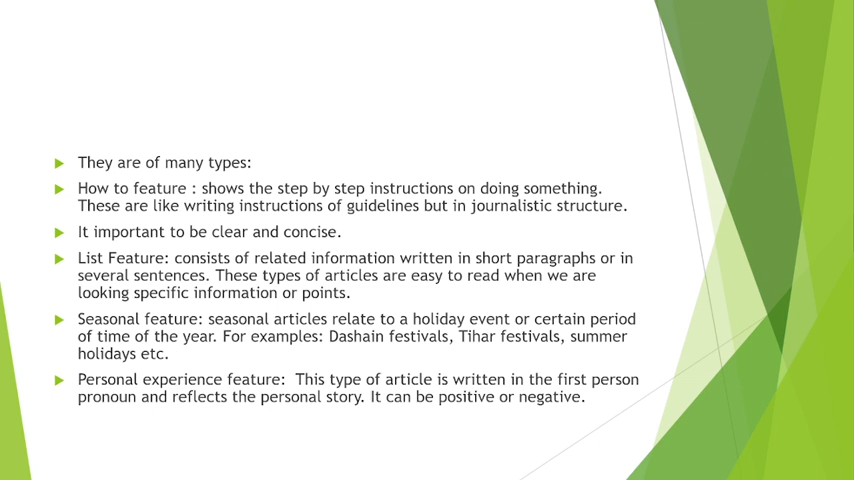 They are of many types:
How to feature : shows the step by step instructions on doing something.
These are like writing instructions of guidelines but in journalistic structure.
It important to be clear and concise.
List Feature: consists of related information written in short paragraphs or in
several sentences. These types of articles are easy to read when we are
looking specific information or points.
Seasonal feature: seasonal articles relate to a holiday event or certain period
of time of the year. For examples: Dashain festivals, Tihar festivals, summer
holidays etc.
Personal experience feature:  This type of article is written in the first person
pronoun and reflects the personal story. It can be positive or negative.